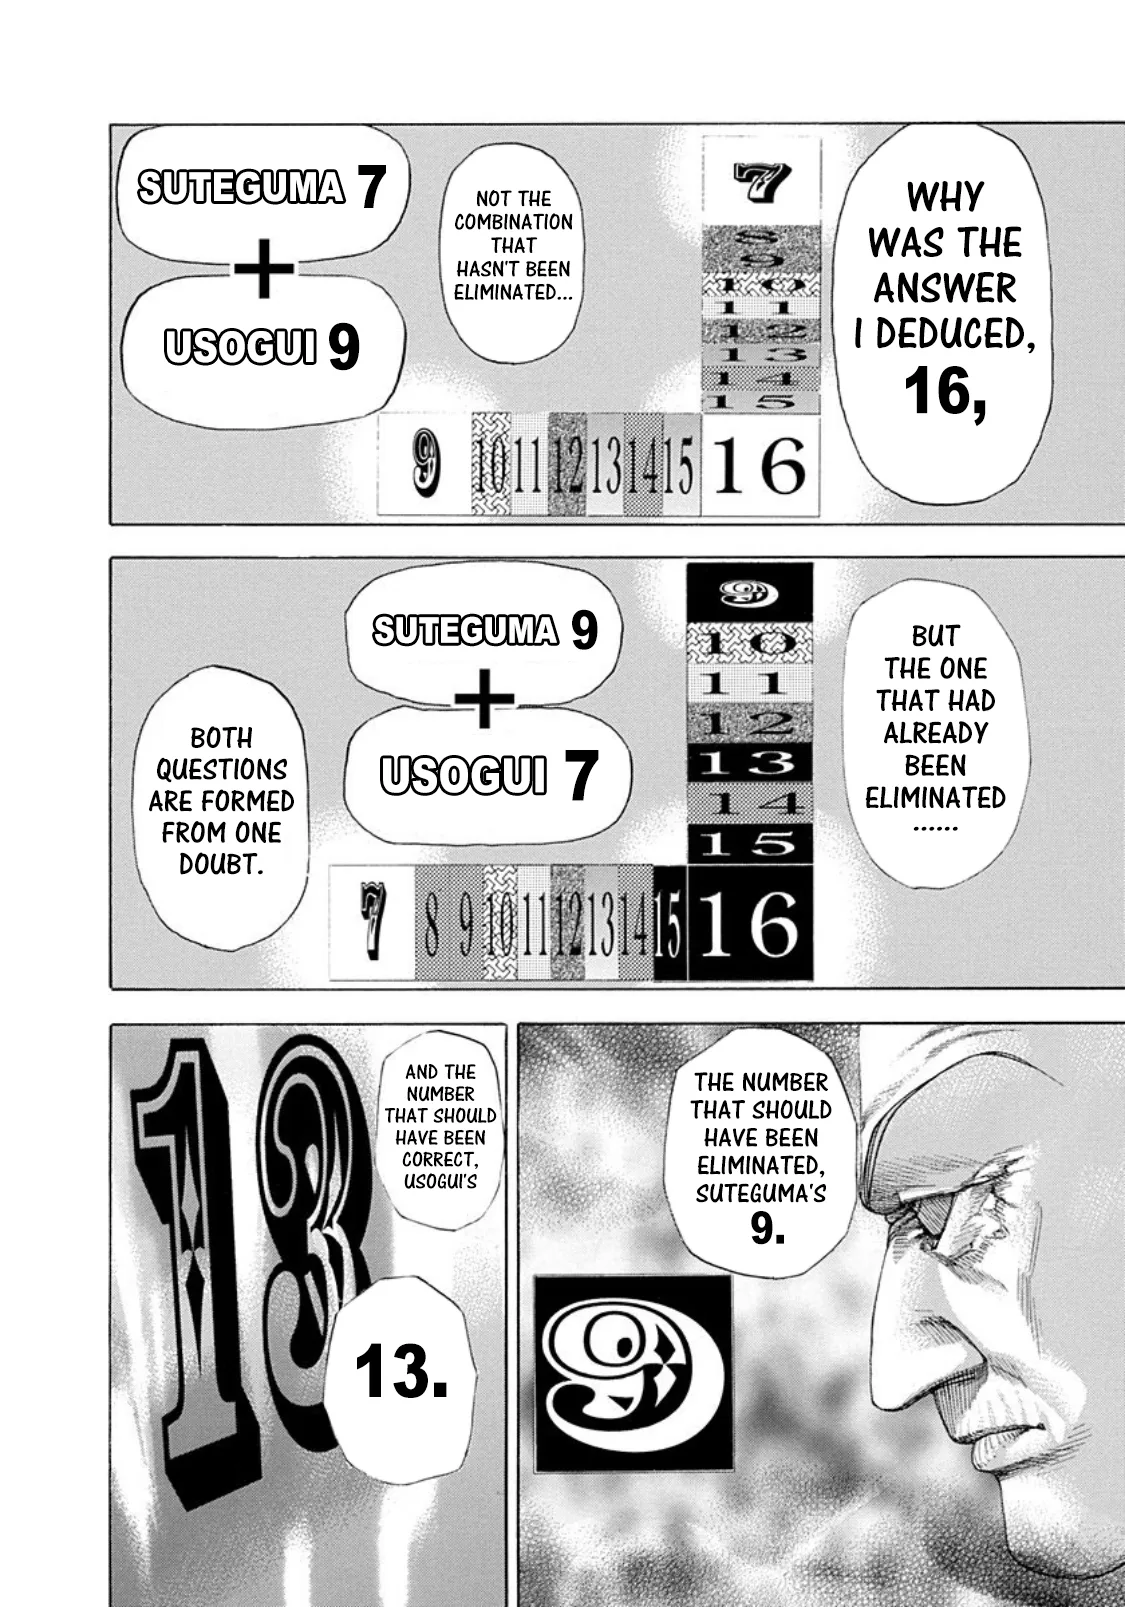 WHY
WAS THE
ANSWER
I DEDUCED,
16,
7
8
9
10
11
12
13
14
15
9 10 11 12 13 14 15 16
NOT THE
COMBINATION
THAT
HASN'T BEEN
ELIMINATED...
SUTEGUMA 7
+
USOGUI 9
BUT
THE ONE
THAT HAD
ALREADY
BEEN
ELIMINATED
......
9
10
11
12
13
14
15
7 8 9 10 11 12 13 14 15 16
SUTEGUMA 9
+
USOGUI 7
BOTH
QUESTIONS
ARE FORMED
FROM ONE
DOUBT.
THE NUMBER
THAT SHOULD
HAVE BEEN
ELIMINATED,
SUTEGUMA'S
9.
9
AND THE
NUMBER
THAT SHOULD
HAVE BEEN
CORRECT,
USOGUI'S
13
13.